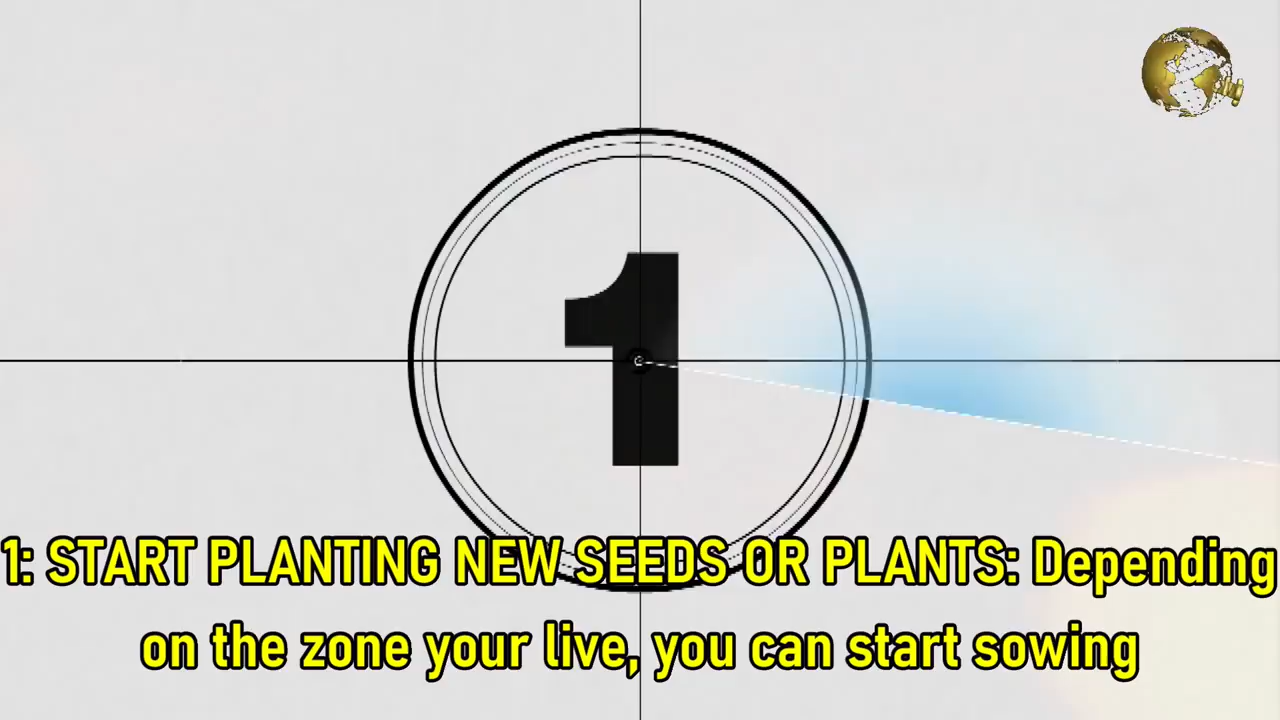 1
1: START PLANTING NEW SEEDS OR PLANTS: Depending
on the zone your live, you can start sowing